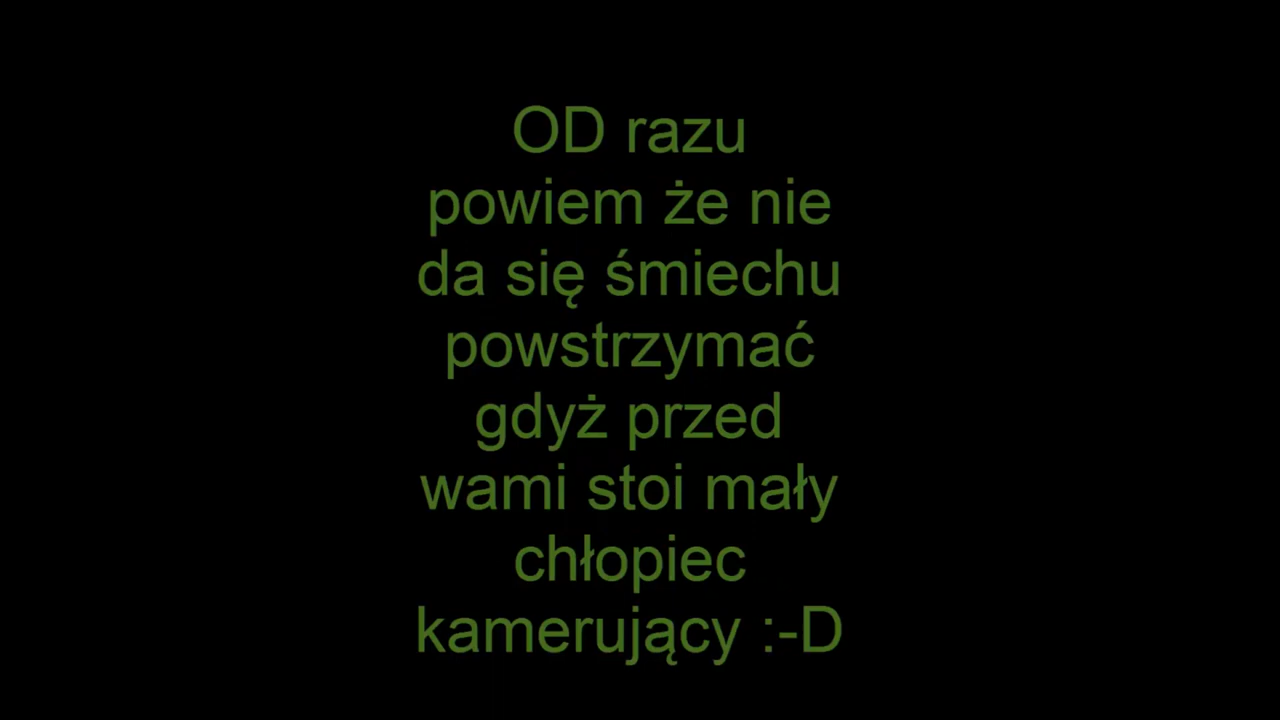 OD razu
powiem że nie
da się śmiechu
powstrzymać
gdyż przed
wami stoi mały
chłopiec
kamerujący :-D